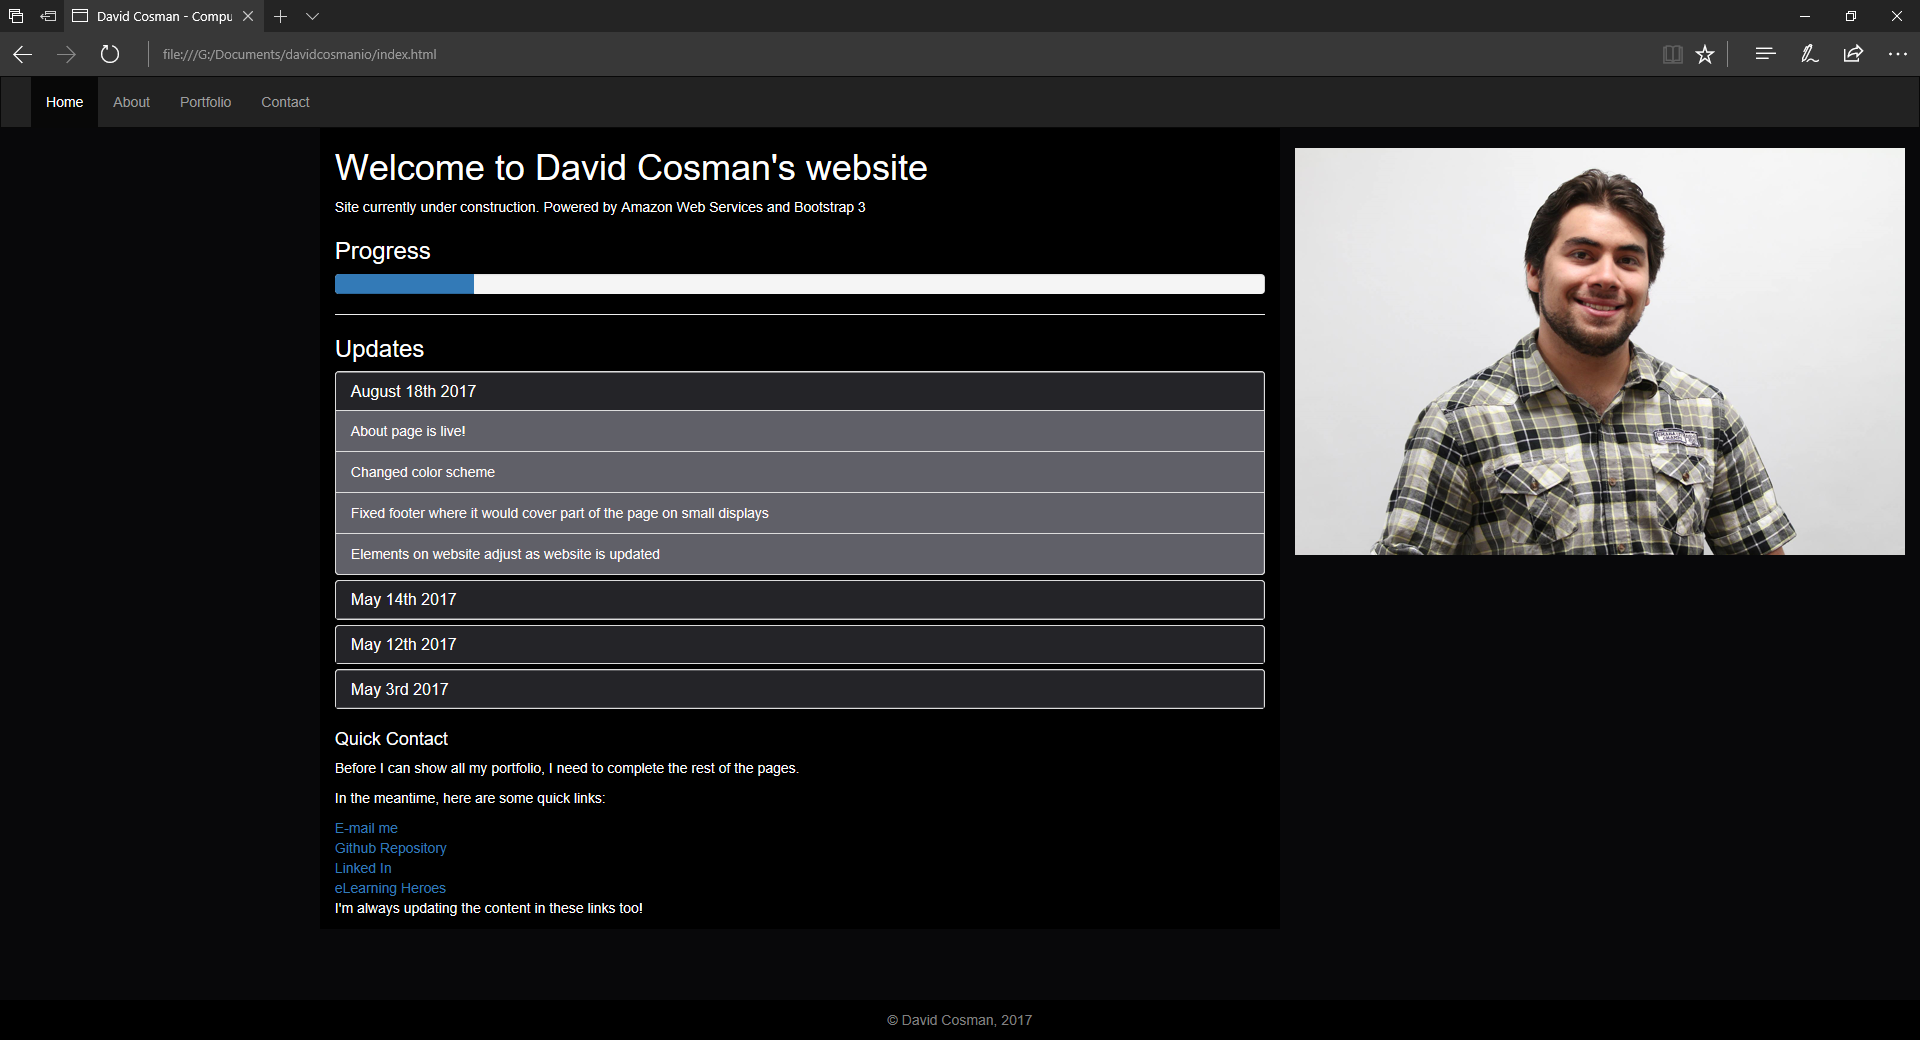 David Cosman - Compu
file:///G:/Documents/davidcosmanio/index.html
Home About Portfolio Contact
Welcome to David Cosman's website
Site currently under construction. Powered by Amazon Web Services and Bootstrap 3
Progress
Updates
August 18th 2017
About page is live!
Changed color scheme
Fixed footer where it would cover part of the page on small displays
Elements on website adjust as website is updated
May 14th 2017
May 12th 2017
May 3rd 2017
Quick Contact
Before I can show all my portfolio, I need to complete the rest of the pages.
In the meantime, here are some quick links:
E-mail me
Github Repository
Linked In
eLearning Heroes
I'm always updating the content in these links too!
© David Cosman, 2017